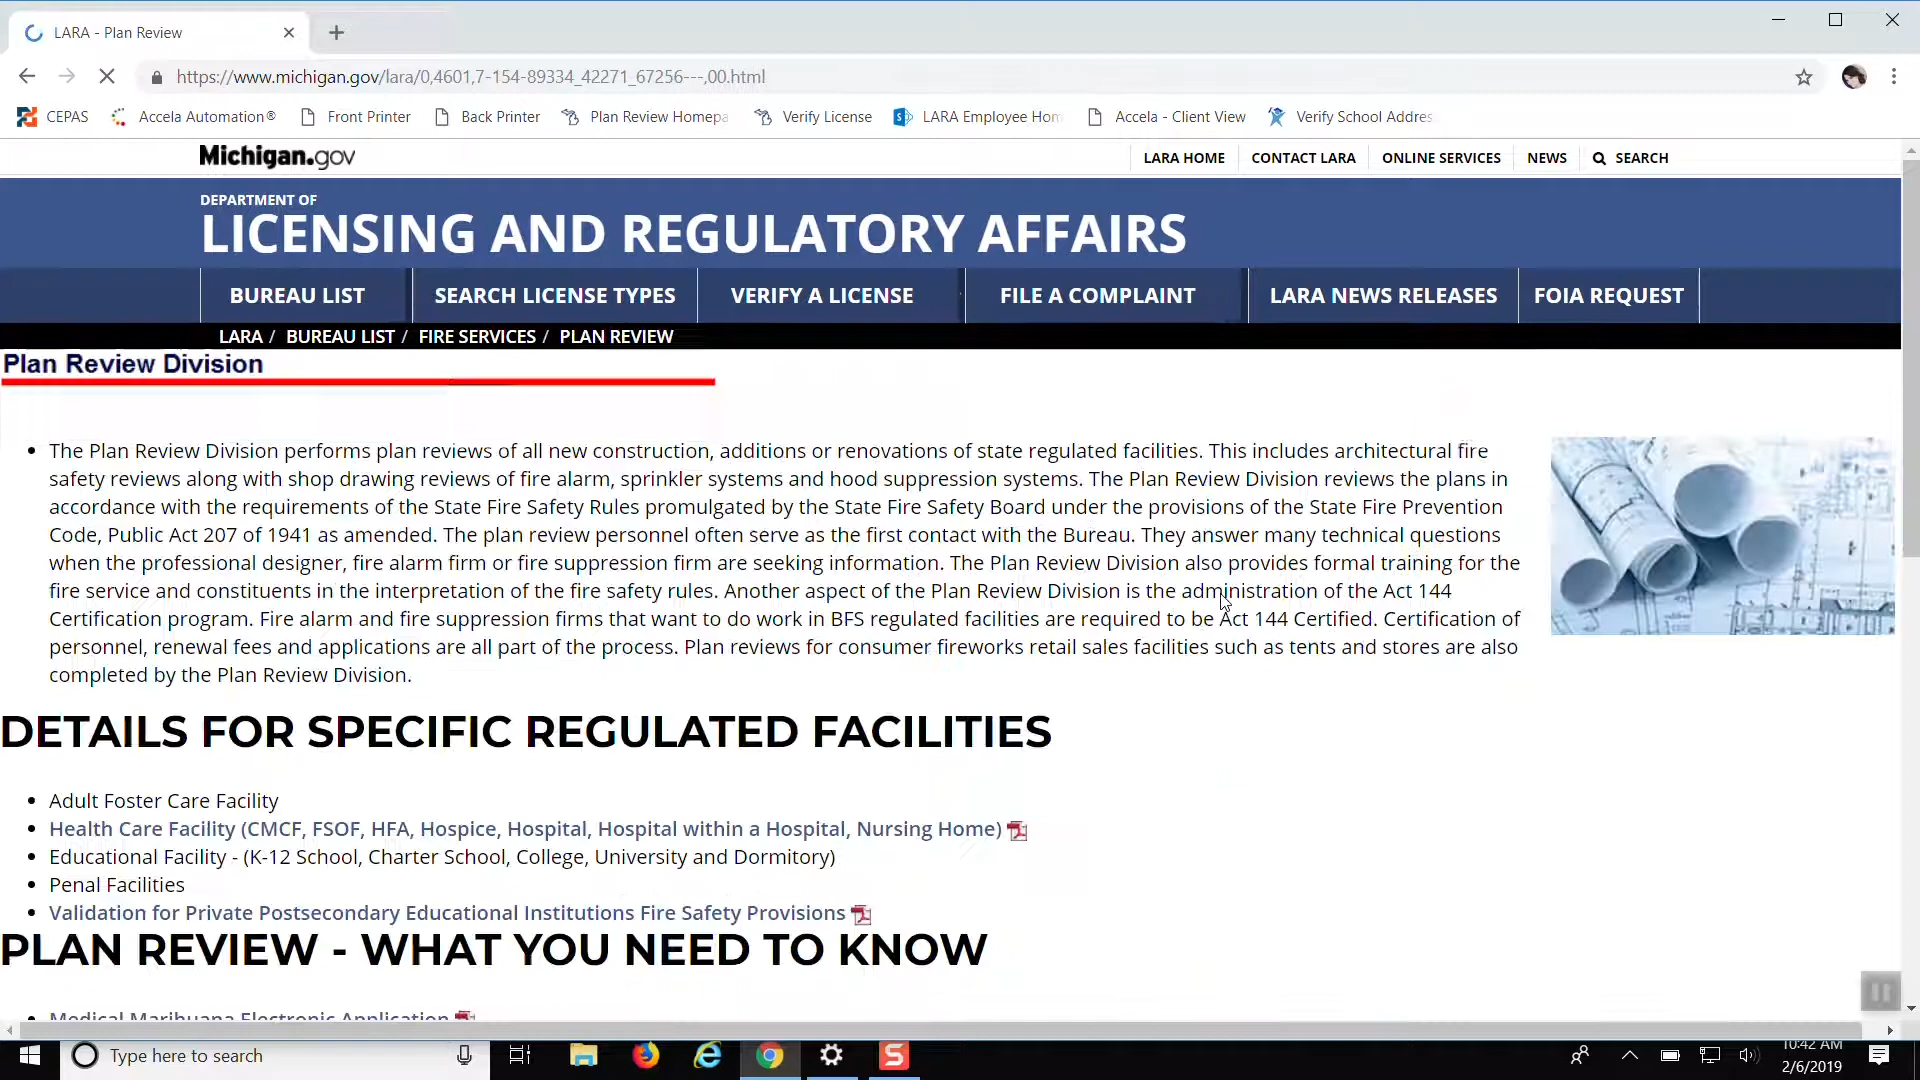 LARA - Plan Review
https://www.michigan.gov/lara/0,4601,7-154-89334_42271_67256---,00.html
CEPAS Accela Automation® Front Printer Back Printer Plan Review Homepa Verify License LARA Employee Hom Accela - Client View Verify School Addres
Michigan.gov LARA HOME CONTACT LARA ONLINE SERVICES NEWS SEARCH
DEPARTMENT OF
LICENSING AND REGULATORY AFFAIRS
BUREAU LIST SEARCH LICENSE TYPES VERIFY A LICENSE FILE A COMPLAINT LARA NEWS RELEASES FOIA REQUEST
LARA / BUREAU LIST / FIRE SERVICES / PLAN REVIEW
Plan Review Division
• The Plan Review Division performs plan reviews of all new construction, additions or renovations of state regulated facilities. This includes architectural fire
safety reviews along with shop drawing reviews of fire alarm, sprinkler systems and hood suppression systems. The Plan Review Division reviews the plans in
accordance with the requirements of the State Fire Safety Rules promulgated by the State Fire Safety Board under the provisions of the State Fire Prevention
Code, Public Act 207 of 1941 as amended. The plan review personnel often serve as the first contact with the Bureau. They answer many technical questions
when the professional designer, fire alarm firm or fire suppression firm are seeking information. The Plan Review Division also provides formal training for the
fire service and constituents in the interpretation of the fire safety rules. Another aspect of the Plan Review Division is the administration of the Act 144
Certification program. Fire alarm and fire suppression firms that want to do work in BFS regulated facilities are required to be Act 144 Certified. Certification of
personnel, renewal fees and applications are all part of the process. Plan reviews for consumer fireworks retail sales facilities such as tents and stores are also
completed by the Plan Review Division.
DETAILS FOR SPECIFIC REGULATED FACILITIES
• Adult Foster Care Facility
• Health Care Facility (CMCF, FSOF, HFA, Hospice, Hospital, Hospital within a Hospital, Nursing Home)
• Educational Facility - (K-12 School, Charter School, College, University and Dormitory)
• Penal Facilities
• Validation for Private Postsecondary Educational Institutions Fire Safety Provisions
PLAN REVIEW - WHAT YOU NEED TO KNOW
• Medical Marihuana Electronic Application
Type here to search
10:42 AM
2/6/2019